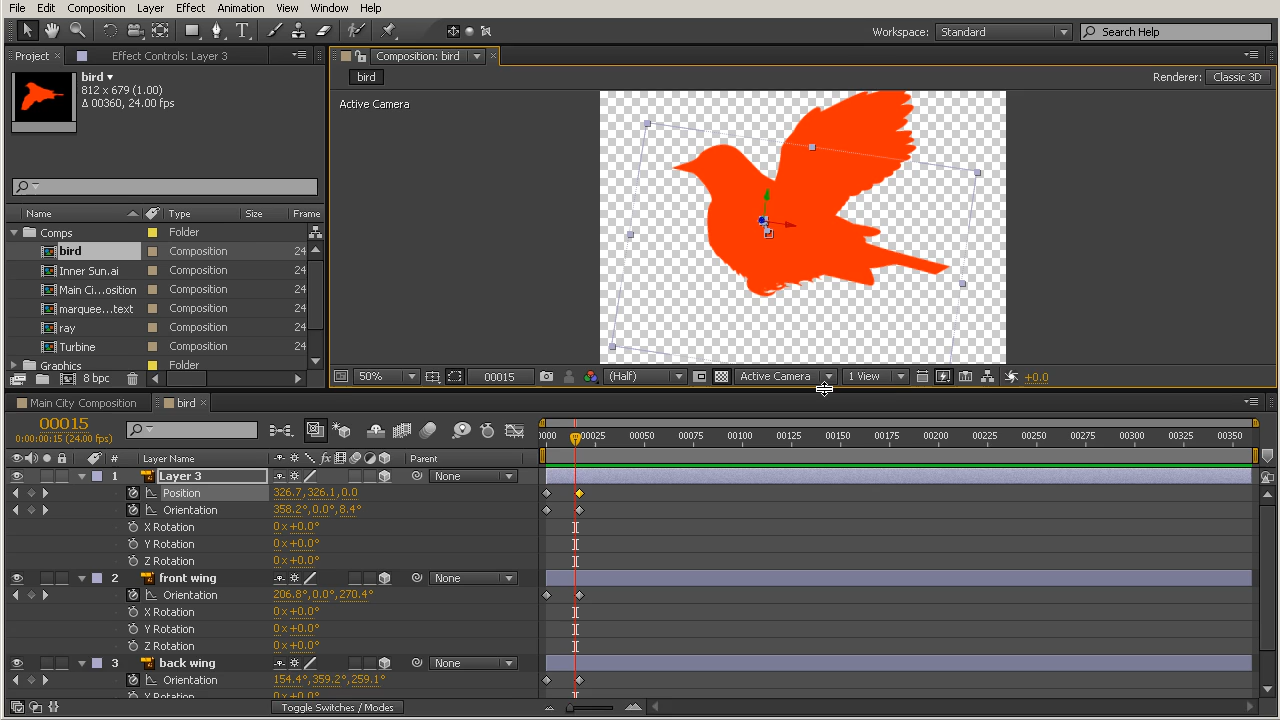 File Edit Composition Layer Effect Animation View Window Help
Workspace: Standard Search Help
Project × Effect Controls: Layer 3 Composition: bird ×
bird
812 x 679 (1.00)
Δ 00360, 24.00 fps
bird Renderer: Classic 3D
Active Camera
Name Type Size Frame
Comps Folder
bird Composition 24
Inner Sun.ai Composition 24
Main Ci...osition Composition 24
marquee...text Composition 24
ray Composition 24
Turbine Composition 24
Graphics Folder
8 bpc 50% 00015 (Half) Active Camera 1 View +0.0
Main City Composition bird ×
00015
0:00:00:15 (24.00 fps)
0000 00025 00050 00075 00100 00125 00150 00175 00200 00225 00250 00275 00300 00325 00350
# Layer Name fx Parent
1 Layer 3 None
Position 326.7, 326.1, 0.0
Orientation 358.2°, 0.0°, 8.4°
X Rotation 0x+0.0°
Y Rotation 0x+0.0°
Z Rotation 0x+0.0°
2 front wing None
Orientation 206.8°, 0.0°, 270.4°
X Rotation 0x+0.0°
Y Rotation 0x+0.0°
Z Rotation 0x+0.0°
3 back wing None
Orientation 154.4°, 359.2°, 259.1°
X Rotation 0x+0.0°
Toggle Switches / Modes